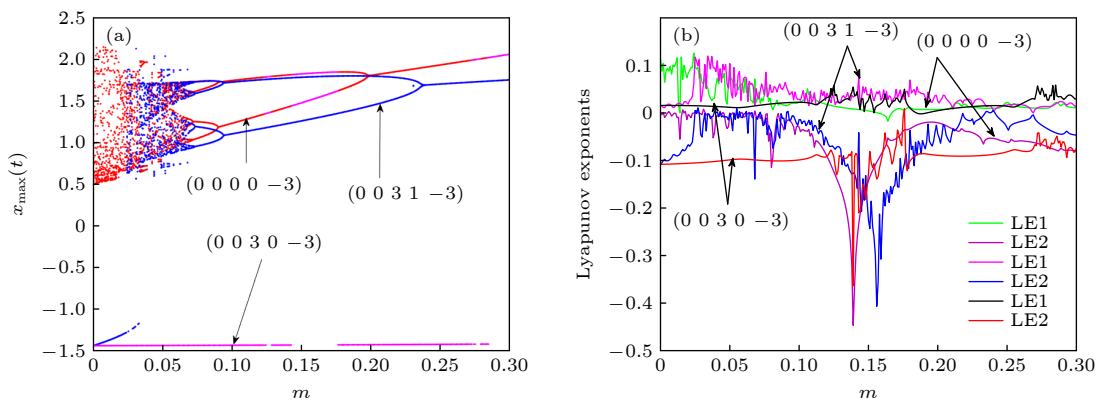 (a)
2.5
2.0
1.5
1.0
0.5
0
−0.5
−1.0
−1.5
x_max(t)
(0 0 0 0 −3)
(0 0 3 1 −3)
(0 0 3 0 −3)
0 0.05 0.10 0.15 0.20 0.25 0.30
m
(b)
0.2
0.1
0
−0.1
−0.2
−0.3
−0.4
−0.5
Lyapunov exponents
(0 0 3 1 −3)
(0 0 0 0 −3)
(0 0 3 0 −3)
LE1
LE2
LE1
LE2
LE1
LE2
0 0.05 0.10 0.15 0.20 0.25 0.30
m